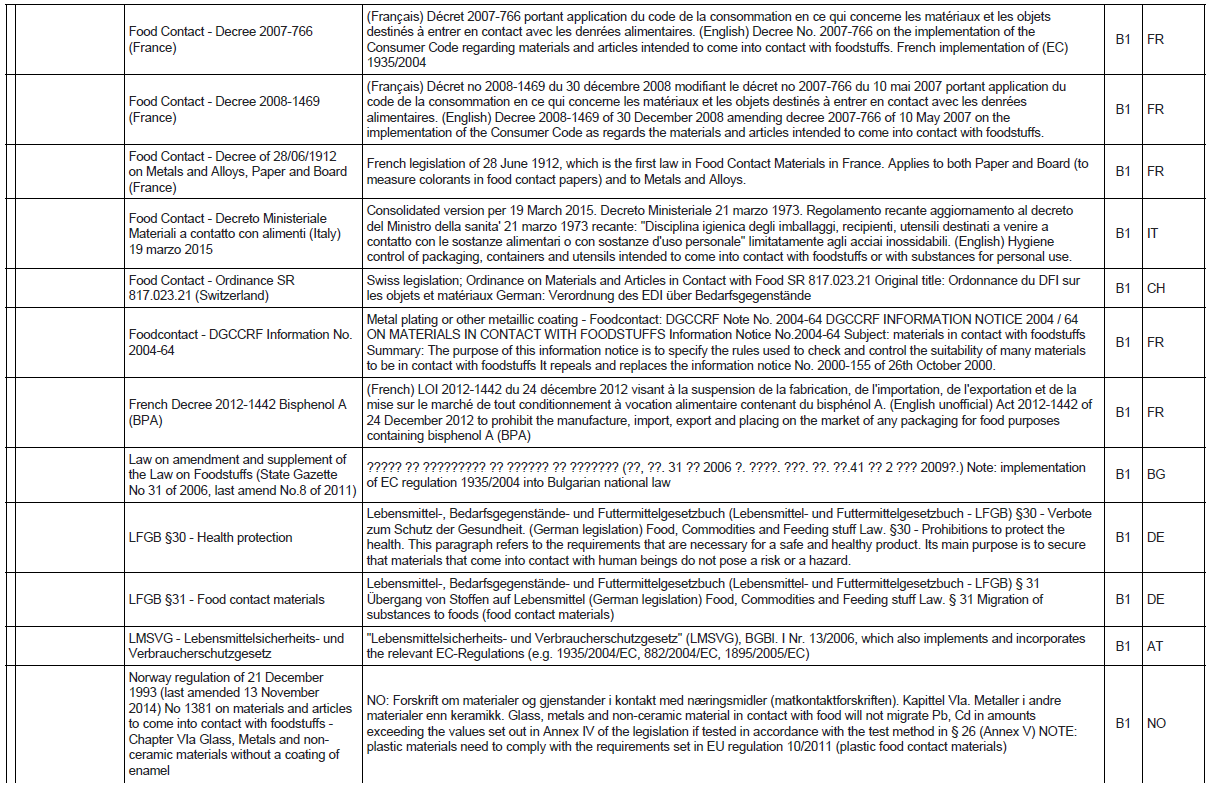 Food Contact - Decree 2007-766
(France)
(Français) Décret 2007-766 portant application du code de la consommation en ce qui concerne les matériaux et les objets
destinés à entrer en contact avec les denrées alimentaires. (English) Decree No. 2007-766 on the implementation of the
Consumer Code regarding materials and articles intended to come into contact with foodstuffs. French implementation of (EC)
1935/2004
B1
FR
Food Contact - Decree 2008-1469
(France)
(Français) Décret no 2008-1469 du 30 décembre 2008 modifiant le décret no 2007-766 du 10 mai 2007 portant application du
code de la consommation en ce qui concerne les matériaux et les objets destinés à entrer en contact avec les denrées
alimentaires. (English) Decree 2008-1469 of 30 December 2008 amending decree 2007-766 of 10 May 2007 on the
implementation of the Consumer Code as regards the materials and articles intended to come into contact with foodstuffs.
B1
FR
Food Contact - Decree of 28/06/1912
on Metals and Alloys, Paper and Board
(France)
French legislation of 28 June 1912, which is the first law in Food Contact Materials in France. Applies to both Paper and Board (to
measure colorants in food contact papers) and to Metals and Alloys.
B1
FR
Food Contact - Decreto Ministeriale
Materiali a contatto con alimenti (Italy)
19 marzo 2015
Consolidated version per 19 March 2015. Decreto Ministeriale 21 marzo 1973. Regolamento recante aggiornamento al decreto
del Ministro della sanita' 21 marzo 1973 recante: "Disciplina igienica degli imballaggi, recipienti, utensili destinati a venire a
contatto con le sostanze alimentari o con sostanze d'uso personale" limitatamente agli acciai inossidabili. (English) Hygiene
control of packaging, containers and utensils intended to come into contact with foodstuffs or with substances for personal use.
B1
IT
Food Contact - Ordinance SR
817.023.21 (Switzerland)
Swiss legislation; Ordinance on Materials and Articles in Contact with Food SR 817.023.21 Original title: Ordonnance du DFI sur
les objets et matériaux German: Verordnung des EDI über Bedarfsgegenstände
B1
CH
Foodcontact - DGCCRF Information No.
2004-64
Metal plating or other metaillic coating - Foodcontact: DGCCRF Note No. 2004-64 DGCCRF INFORMATION NOTICE 2004 / 64
ON MATERIALS IN CONTACT WITH FOODSTUFFS Information Notice No.2004-64 Subject: materials in contact with foodstuffs
Summary: The purpose of this information notice is to specify the rules used to check and control the suitability of many materials
to be in contact with foodstuffs It repeals and replaces the information notice No. 2000-155 of 26th October 2000.
B1
FR
French Decree 2012-1442 Bisphenol A
(BPA)
(French) LOI 2012-1442 du 24 décembre 2012 visant à la suspension de la fabrication, de l'importation, de l'exportation et de la
mise sur le marché de tout conditionnement à vocation alimentaire contenant du bisphénol A. (English unofficial) Act 2012-1442 of
24 December 2012 to prohibit the manufacture, import, export and placing on the market of any packaging for food purposes
containing bisphenol A (BPA)
B1
FR
Law on amendment and supplement of
the Law on Foodstuffs (State Gazette
No 31 of 2006, last amend No.8 of 2011)
????? ?? ????????? ?? ?????? ?? ??????? (??, ??. 31 ?? 2006 ?. ????. ???. ??. ??.41 ?? 2 ??? 2009?.) Note: implementation
of EC regulation 1935/2004 into Bulgarian national law
B1
BG
LFGB §30 - Health protection
Lebensmittel-, Bedarfsgegenstände- und Futtermittelgesetzbuch (Lebensmittel- und Futtermittelgesetzbuch - LFGB) §30 - Verbote
zum Schutz der Gesundheit. (German legislation) Food, Commodities and Feeding stuff Law. §30 - Prohibitions to protect the
health. This paragraph refers to the requirements that are necessary for a safe and healthy product. Its main purpose is to secure
that materials that come into contact with human beings do not pose a risk or a hazard.
B1
DE
LFGB §31 - Food contact materials
Lebensmittel-, Bedarfsgegenstände- und Futtermittelgesetzbuch (Lebensmittel- und Futtermittelgesetzbuch - LFGB) § 31
Übergang von Stoffen auf Lebensmittel (German legislation) Food, Commodities and Feeding stuff Law. § 31 Migration of
substances to foods (food contact materials)
B1
DE
LMSVG - Lebensmittelsicherheits- und
Verbraucherschutzgesetz
"Lebensmittelsicherheits- und Verbraucherschutzgesetz" (LMSVG), BGBl. I Nr. 13/2006, which also implements and incorporates
the relevant EC-Regulations (e.g. 1935/2004/EC, 882/2004/EC, 1895/2005/EC)
B1
AT
Norway regulation of 21 December
1993 (last amended 13 November
2014) No 1381 on materials and articles
to come into contact with foodstuffs -
Chapter VIa Glass, Metals and non-
ceramic materials without a coating of
enamel
NO: Forskrift om materialer og gjenstander i kontakt med næringsmidler (matkontaktforskriften). Kapittel VIa. Metaller i andre
materialer enn keramikk. Glass, metals and non-ceramic material in contact with food will not migrate Pb, Cd in amounts
exceeding the values set out in Annex IV of the legislation if tested in accordance with the test method in § 26 (Annex V) NOTE:
plastic materials need to comply with the requirements set in EU regulation 10/2011 (plastic food contact materials)
B1
NO